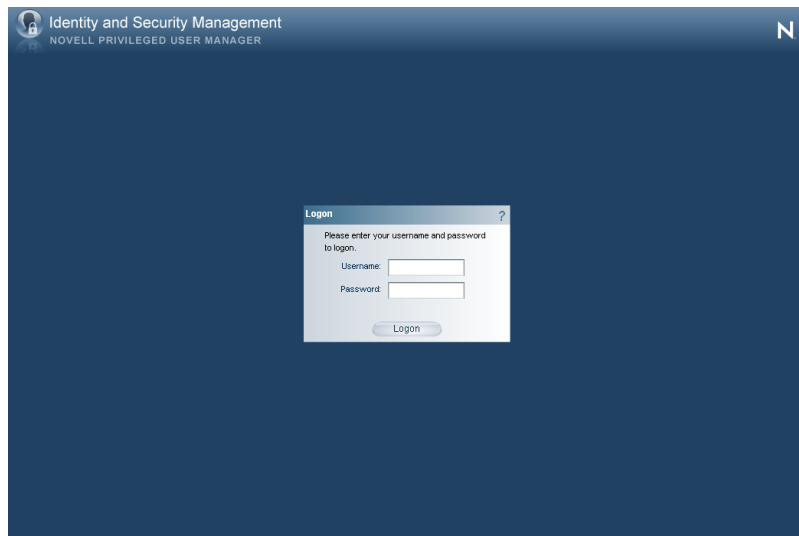 Identity and Security Management
NOVELL PRIVILEGED USER MANAGER
N
Logon ?
Please enter your username and password
to logon.
Username:
Password:
Logon